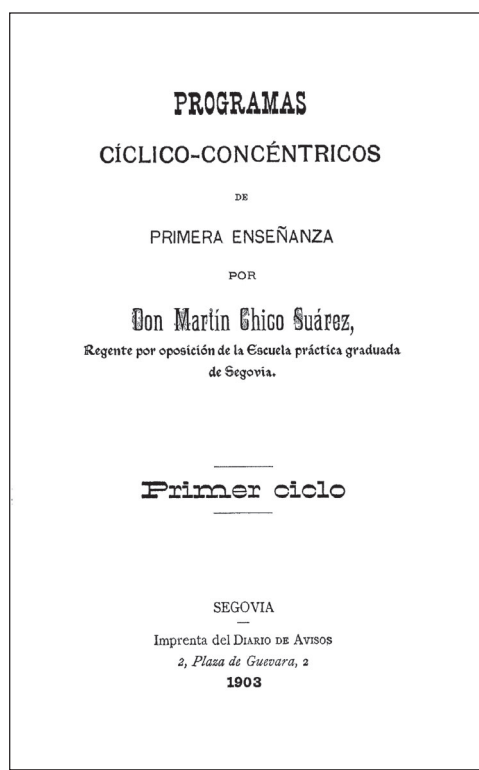 PROGRAMAS
CÍCLICO-CONCÉNTRICOS
DE
PRIMERA ENSEÑANZA
POR
Don Martín Chico Suárez,
Regente por oposición de la Escuela práctica graduada
de Segovia.
Primer ciclo
SEGOVIA
Imprenta del DIARIO DE AVISOS
2, Plaza de Guevara, 2
1903